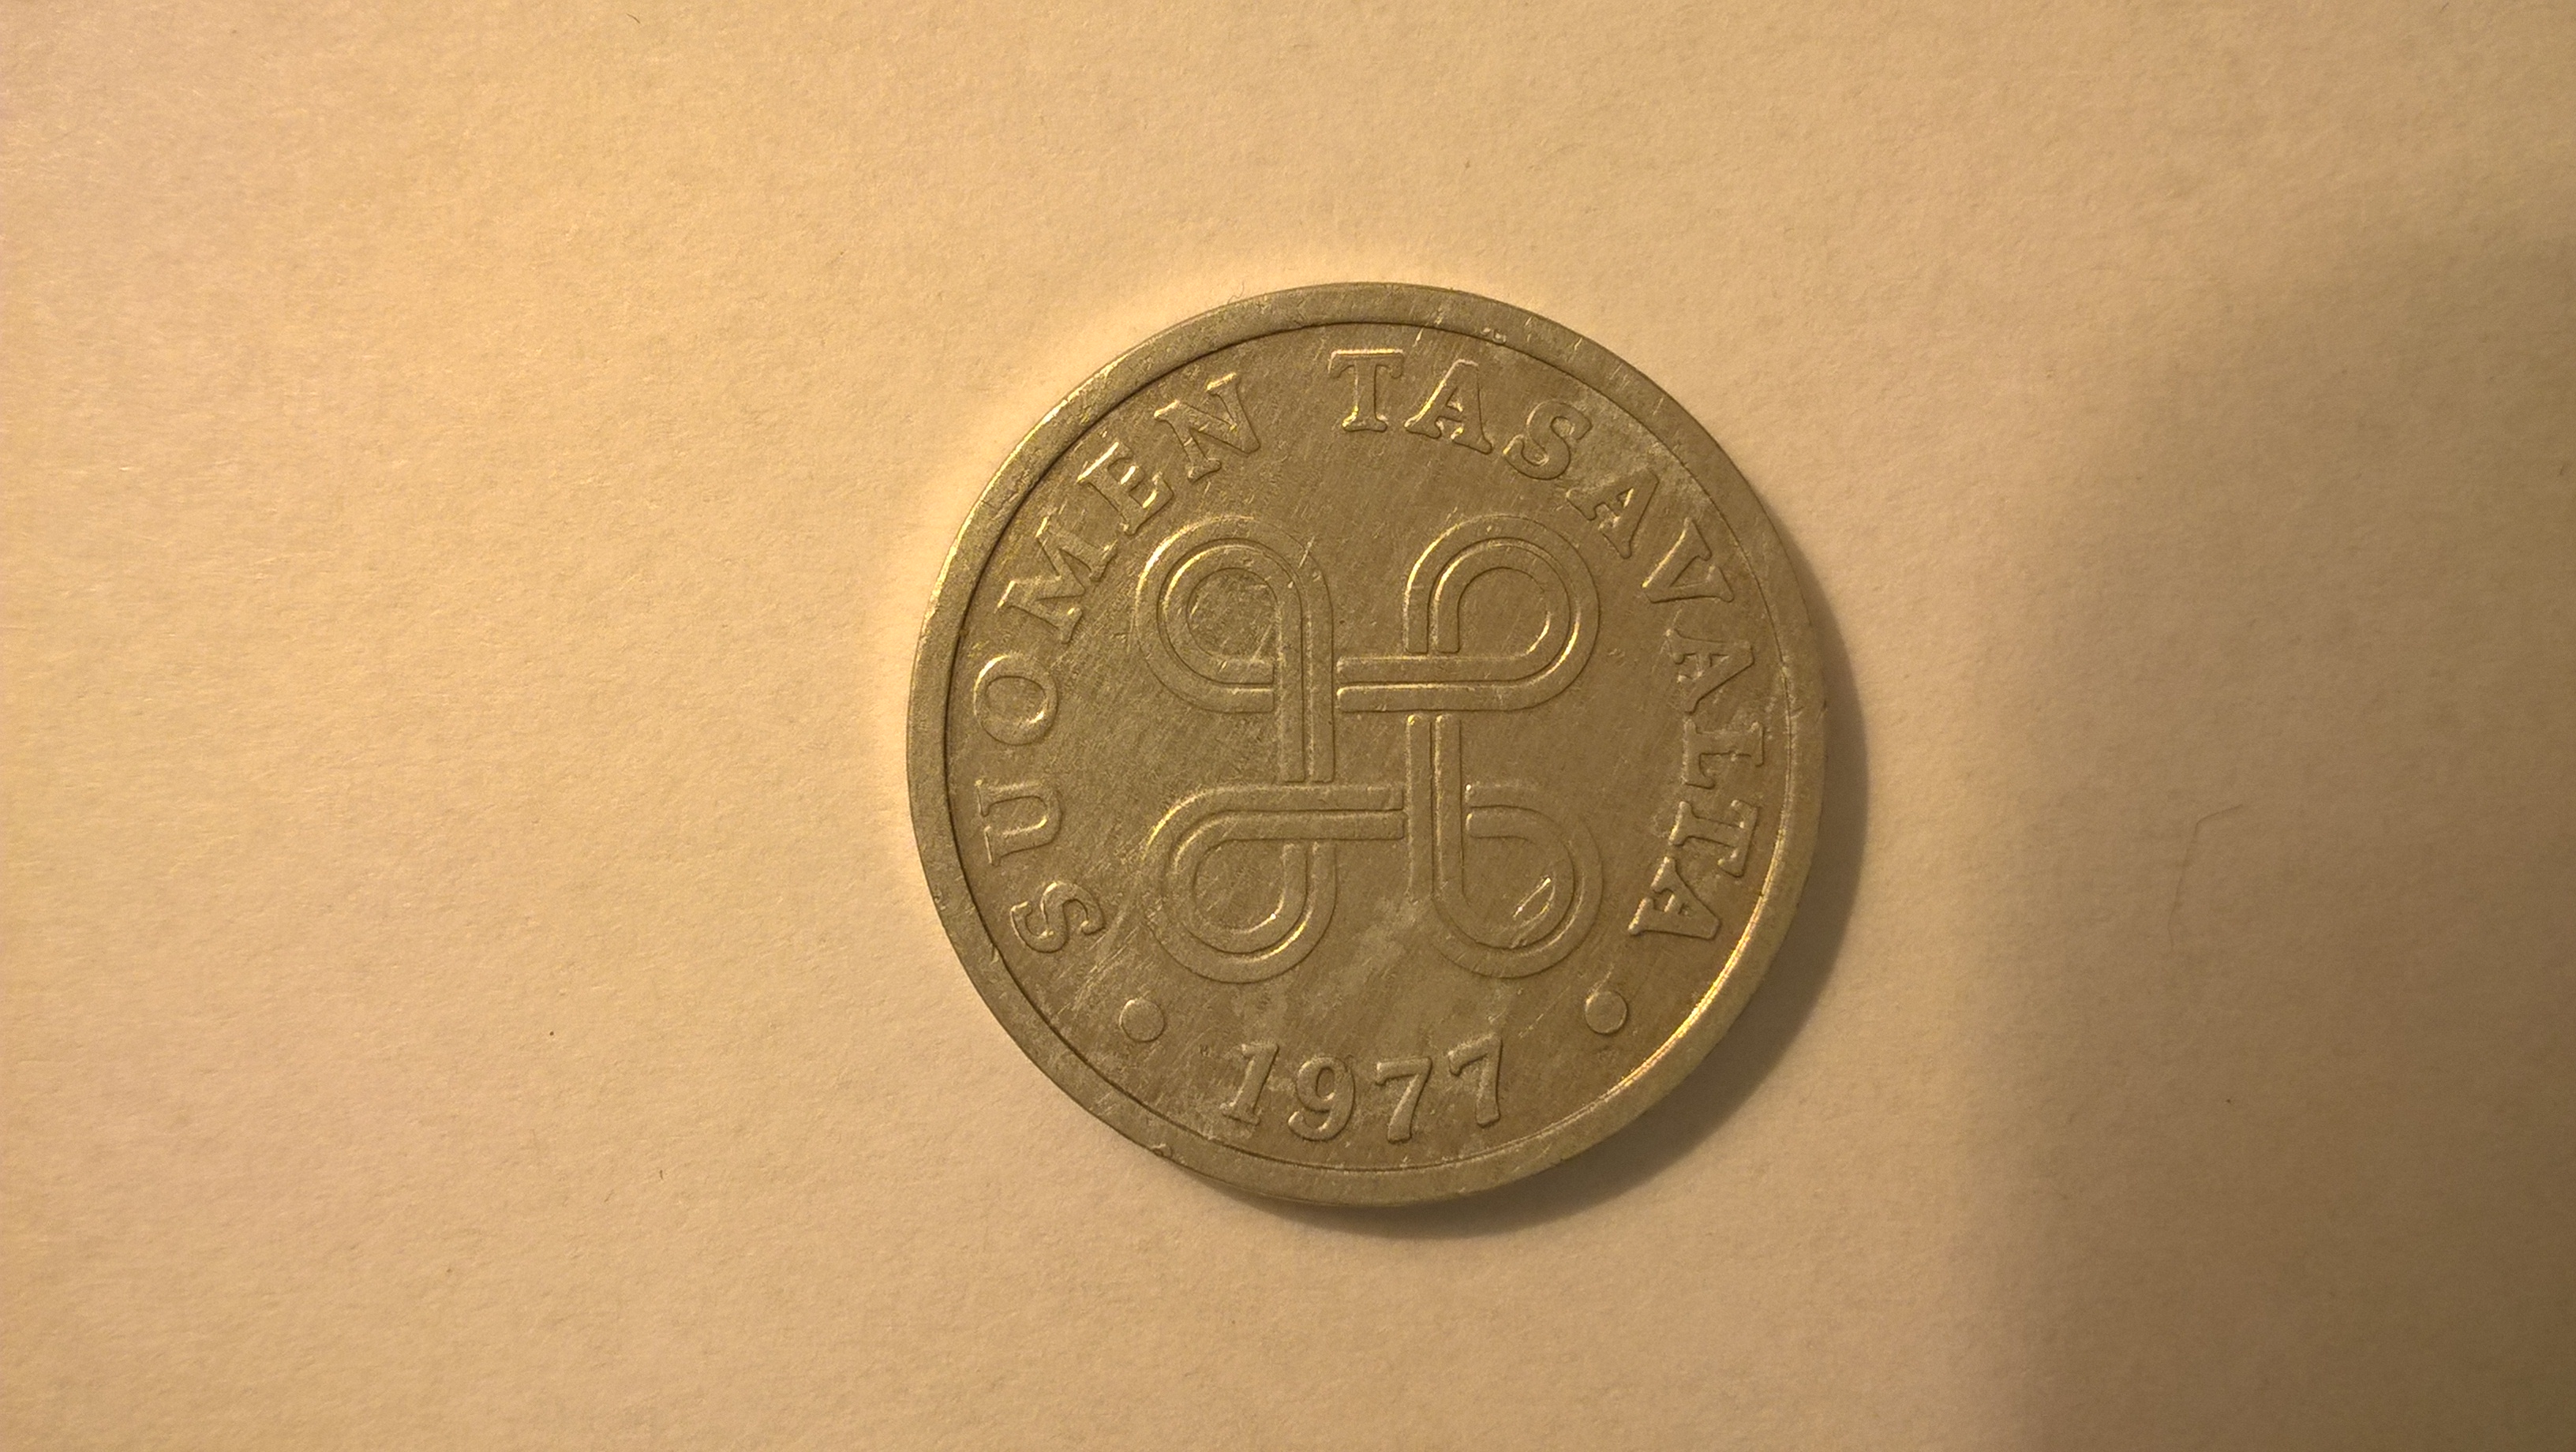 SUOMEN TASAVALTA
• 1977 •